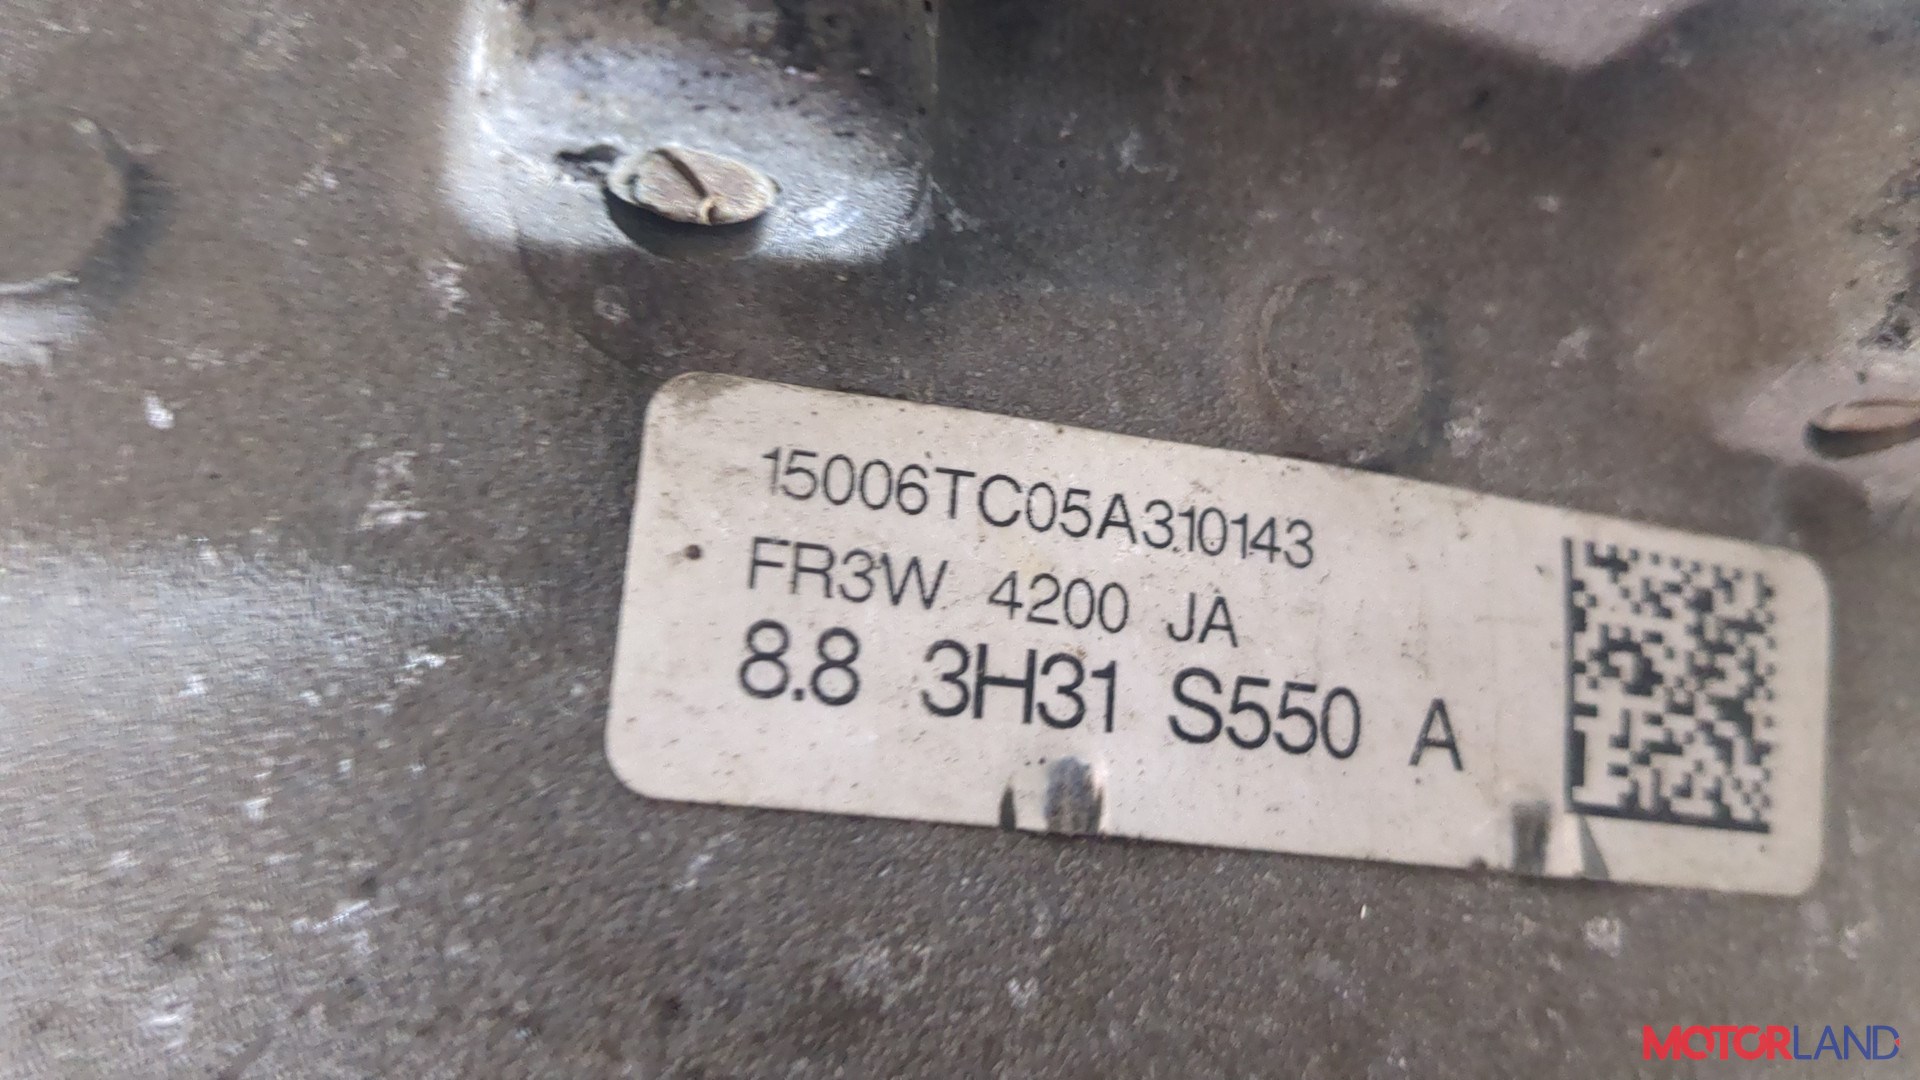 15006TC05A310143
FR3W 4200 JA
8.8 3H31 S550 A
MOTORLAND